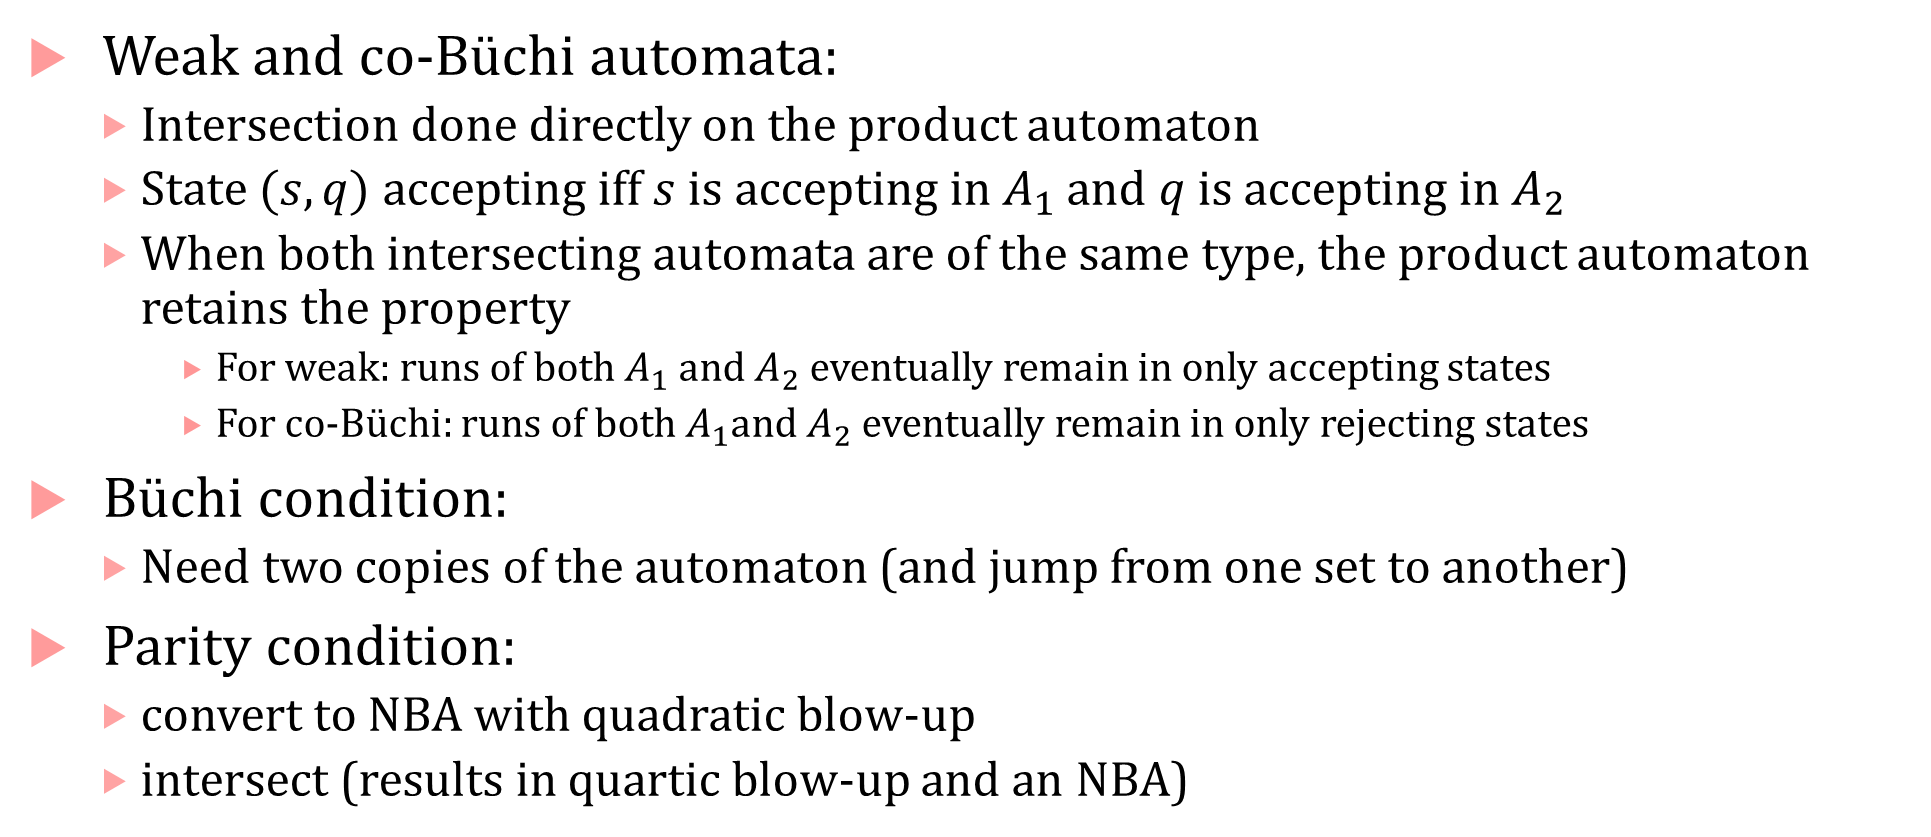 Weak and co-Büchi automata:
Intersection done directly on the product automaton
State (s, q) accepting iff s is accepting in A₁ and q is accepting in A₂
When both intersecting automata are of the same type, the product automaton
retains the property
For weak: runs of both A₁ and A₂ eventually remain in only accepting states
For co-Büchi: runs of both A₁and A₂ eventually remain in only rejecting states
Büchi condition:
Need two copies of the automaton (and jump from one set to another)
Parity condition:
convert to NBA with quadratic blow-up
intersect (results in quartic blow-up and an NBA)